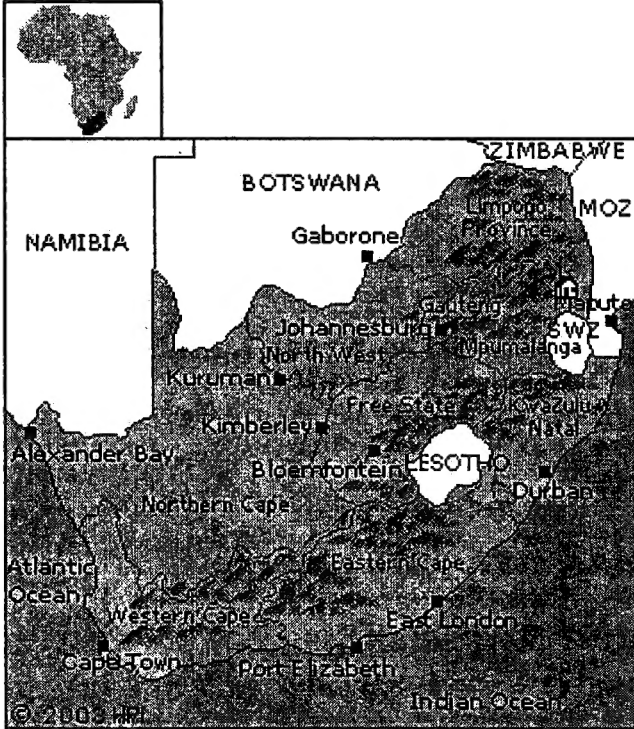 ZIMBABWE
BOTSWANA
Limpopo
Province
MOZ
NAMIBIA
Gaborone
Maputo
Gauteng
Johannesburg
SWZ
North West
Mpumalanga
Kuruman
Free State
KwaZulu
Natal
Kimberley
Alexander Bay
Bloemfontein
LESOTHO
Durban
Northern Cape
Eastern Cape
Atlantic
Ocean
Western Cape
East London
Cape Town
Port Elizabeth
Indian Ocean
© 2003